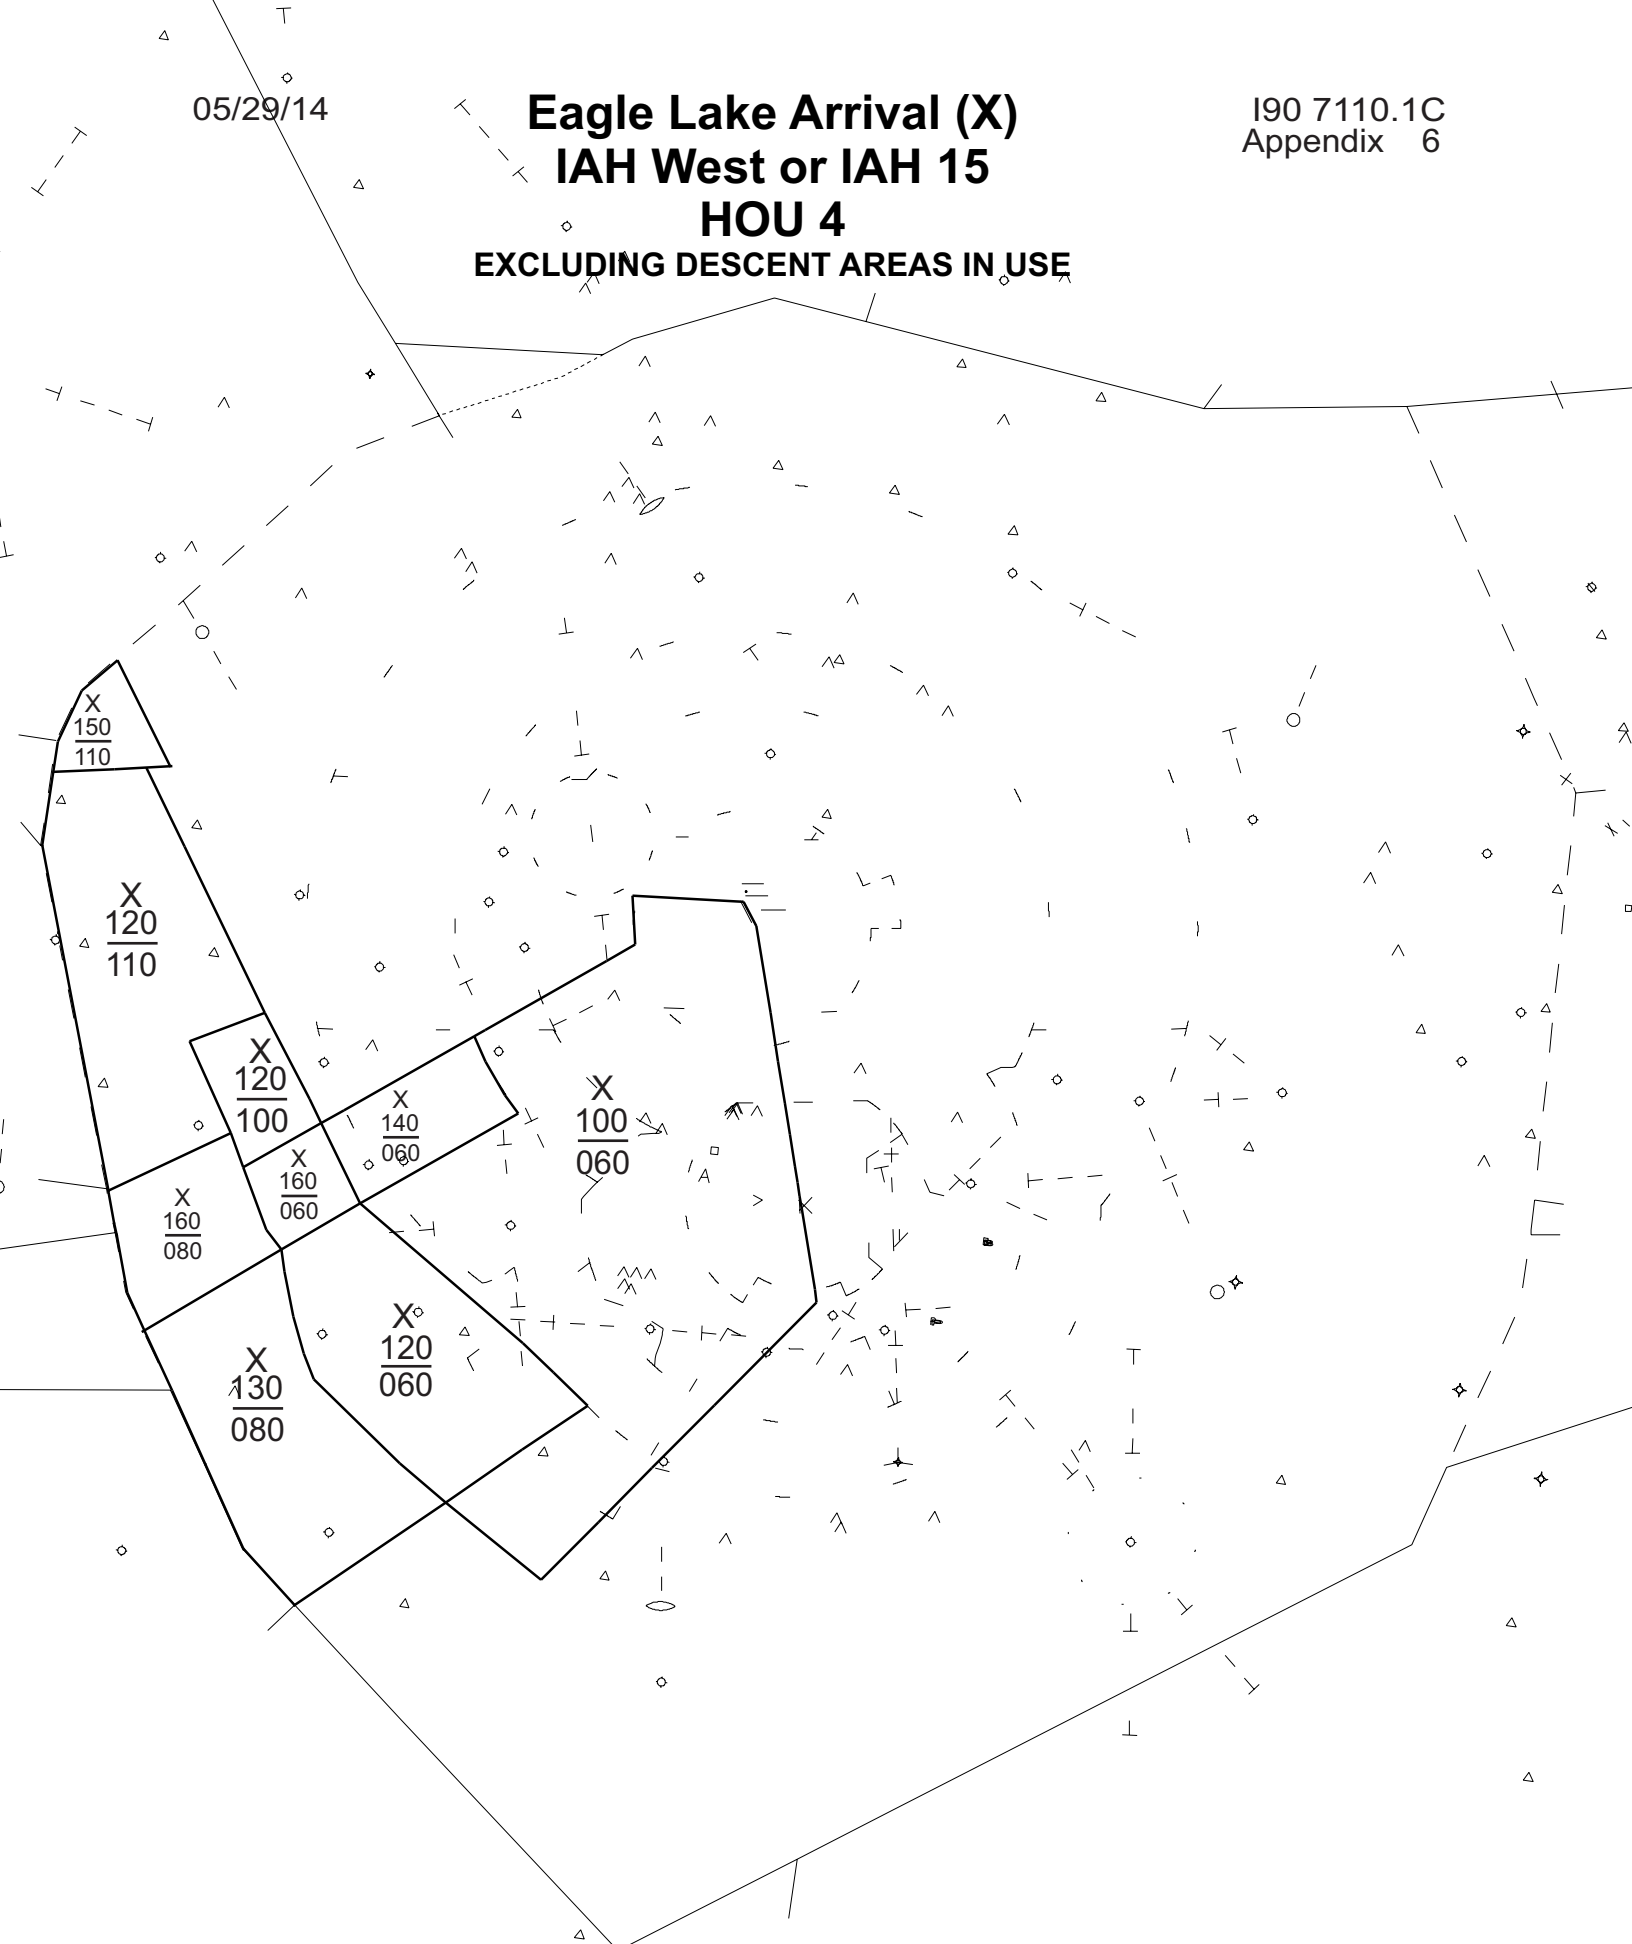 05/29/14
Eagle Lake Arrival (X)
IAH West or IAH 15
HOU 4
EXCLUDING DESCENT AREAS IN USE
I90 7110.1C
Appendix 6
X
150
110
X
120
110
X
120
100
X
140
060
X
100
060
X
160
060
X
160
080
X
120
060
X
130
080